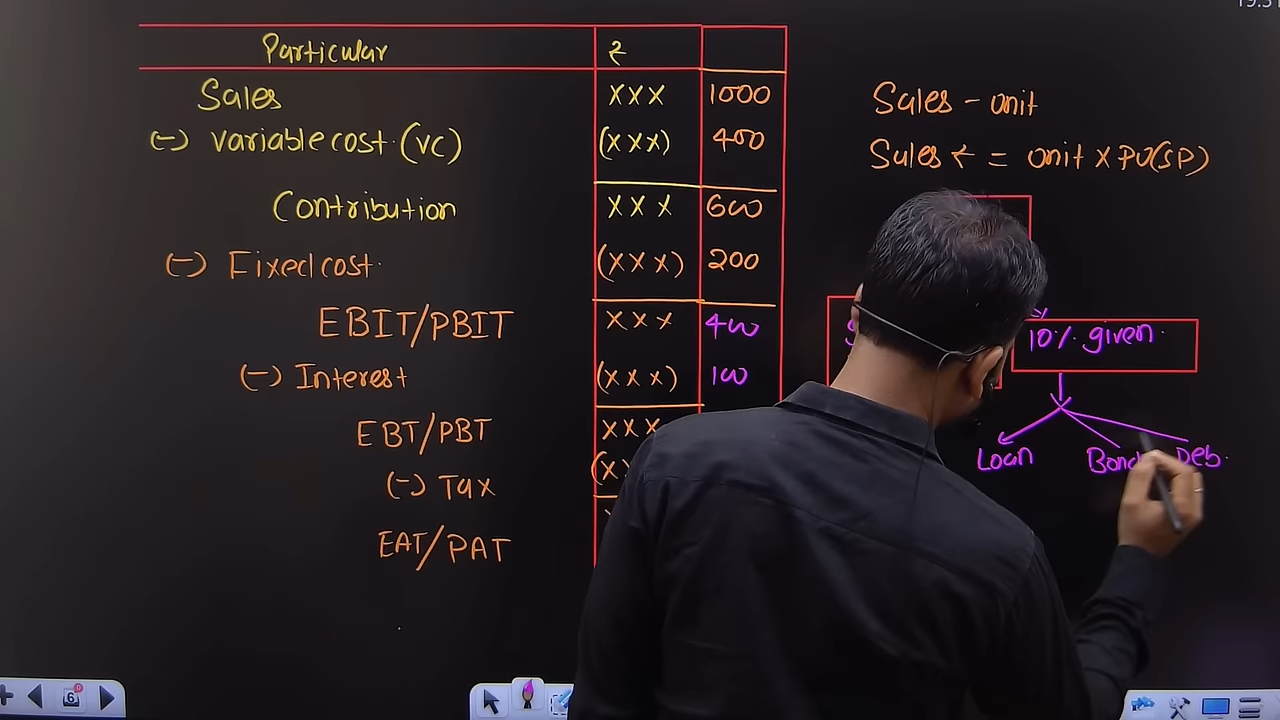 Particular ₹
Sales XXX 1000
(-) Variable cost (VC) (XXX) 400
Contribution XXX 600
(-) Fixed cost (XXX) 200
EBIT/PBIT XXX 400
(-) Interest (XXX) 100
EBT/PBT XXX
(-) Tax
EAT/PAT
Sales - unit
Sales ₹ = unit X PU(SP)
10% given
Loan Deb.
6